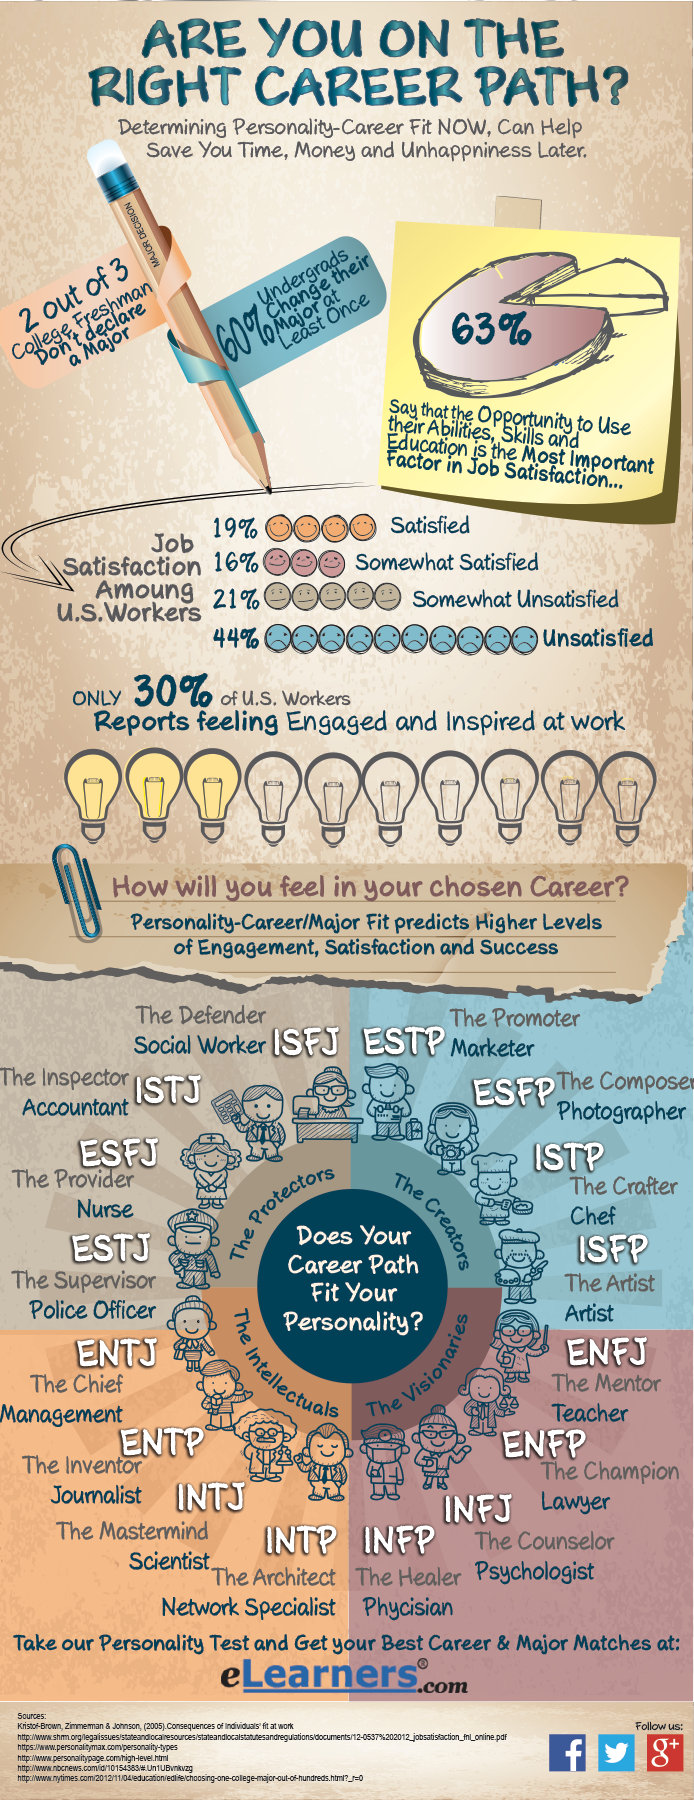 ARE YOU ON THE
RIGHT CAREER PATH?
Determining Personality-Career Fit NOW, Can Help
Save You Time, Money and Unhappniness Later.
MAJOR DECISION
2 out of 3
College Freshman
Don't declare
a Major
60% Undergrads
Change their
Major at
Least Once
63%
Say that the Opportunity to Use
their Abilities, Skills and
Education is the Most Important
Factor in Job Satisfaction...
Job
Satisfaction
Amoung
U.S.Workers
19% Satisfied
16% Somewhat Satisfied
21% Somewhat Unsatisfied
44% Unsatisfied
ONLY 30% of U.S. Workers
Reports feeling Engaged and Inspired at work
How will you feel in your chosen Career?
Personality-Career/Major Fit predicts Higher Levels
of Engagement, Satisfaction and Success
The Defender
Social Worker ISFJ
The Inspector
Accountant ISTJ
ESFJ
The Provider
Nurse
ESTJ
The Supervisor
Police Officer
ESTP The Promoter
Marketer
ESFP The Composer
Photographer
ISTP
The Crafter
Chef
ISFP
The Artist
Artist
The Protectors
The Creators
Does Your
Career Path
Fit Your
Personality?
The Intellectuals
The Visionaries
ENTJ
The Chief
Management
ENTP
The Inventor
Journalist
INTJ
The Mastermind
Scientist
INTP
The Architect
Network Specialist
ENFJ
The Mentor
Teacher
ENFP
The Champion
Lawyer
INFJ
The Counselor
Psychologist
INFP
The Healer
Phycisian
Take our Personality Test and Get your Best Career & Major Matches at:
eLearners®.com
Sources:
Kristof-Brown, Zimmerman & Johnson, (2005).Consequences of Individuals' fit at work
http://www.shrm.org/legalissues/stateandlocalresources/stateandlocalstatutesandregulations/documents/12-0537%202012_jobsatisfaction_fnl_online.pdf
https://www.personalitymax.com/personality-types
http://www.personalitypage.com/high-level.html
http://www.nbcnews.com/id/10154383/#.Un1UBvnkvzg
http://www.nytimes.com/2012/11/04/education/edlife/choosing-one-college-major-out-of-hundreds.html?_r=0
Follow us:
f
g+